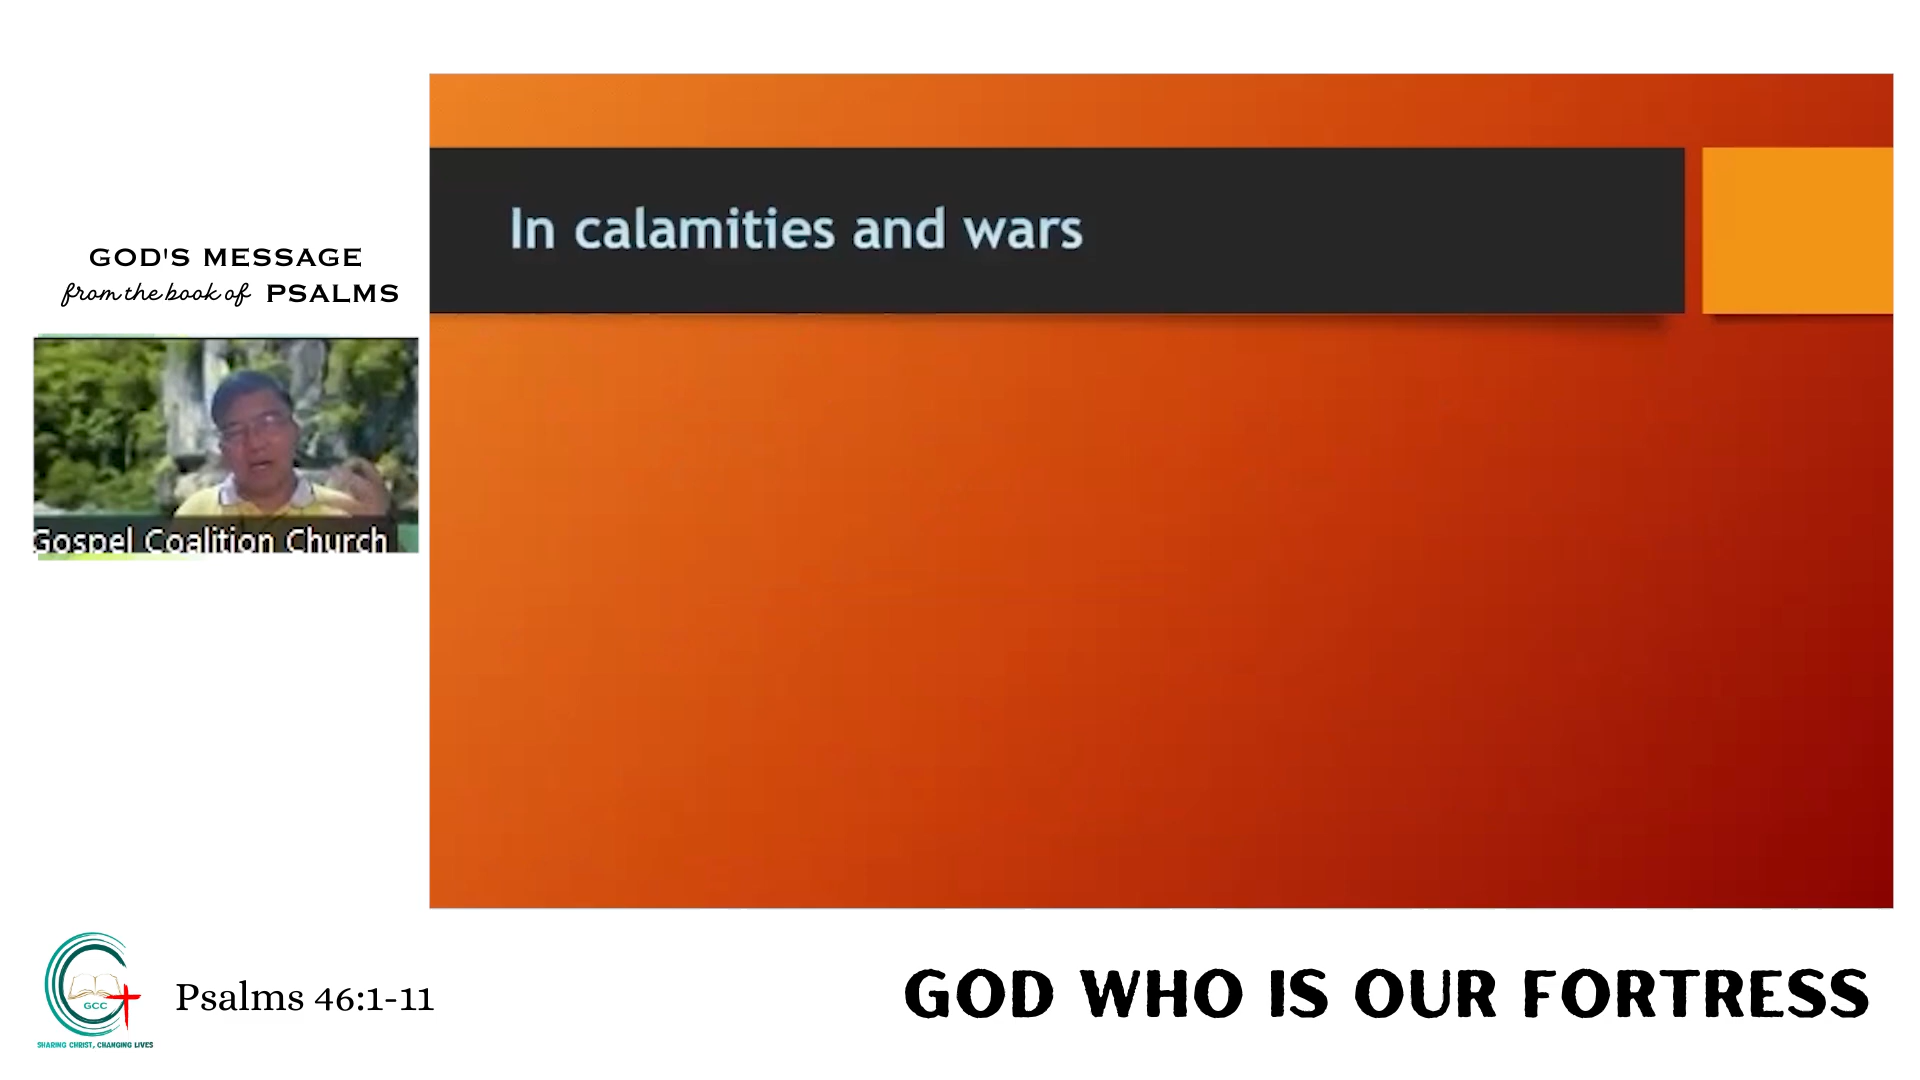 In calamities and wars
GOD'S MESSAGE
from the book of PSALMS
Gospel Coalition Church
GCC
SHARING CHRIST, CHANGING LIVES
Psalms 46:1-11
GOD WHO IS OUR FORTRESS